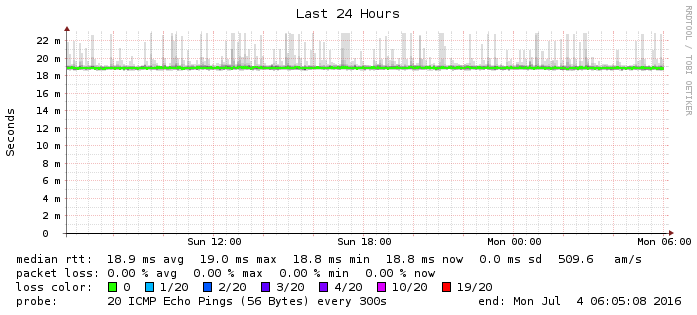 Last 24 Hours
RRDTOOL / TOBI OETIKER
Seconds
22 m
20 m
18 m
16 m
14 m
12 m
10 m
8 m
6 m
4 m
2 m
0
Sun 12:00 Sun 18:00 Mon 00:00 Mon 06:00
median rtt: 18.9 ms avg 19.0 ms max 18.8 ms min 18.8 ms now 0.0 ms sd 509.6 am/s
packet loss: 0.00 % avg 0.00 % max 0.00 % min 0.00 % now
loss color: 0 1/20 2/20 3/20 4/20 10/20 19/20
probe: 20 ICMP Echo Pings (56 Bytes) every 300s end: Mon Jul 4 06:05:08 2016